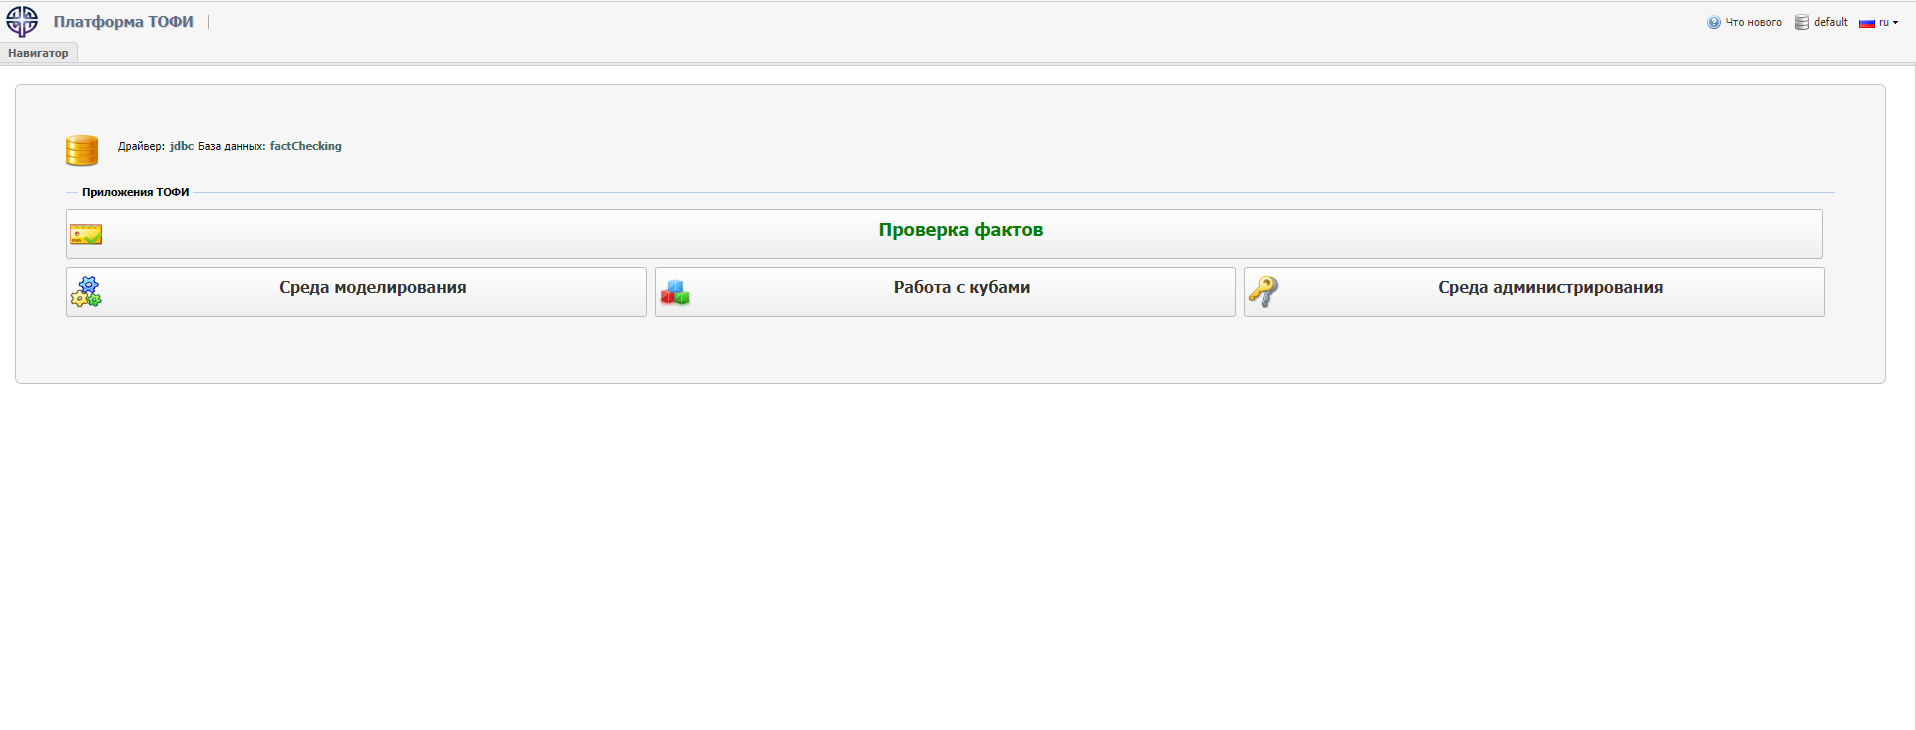 Платформа ТОФИ
Что нового default ru
Навигатор
Драйвер: jdbc База данных: factChecking
Приложения ТОФИ
Проверка фактов
Среда моделирования
Работа с кубами
Среда администрирования